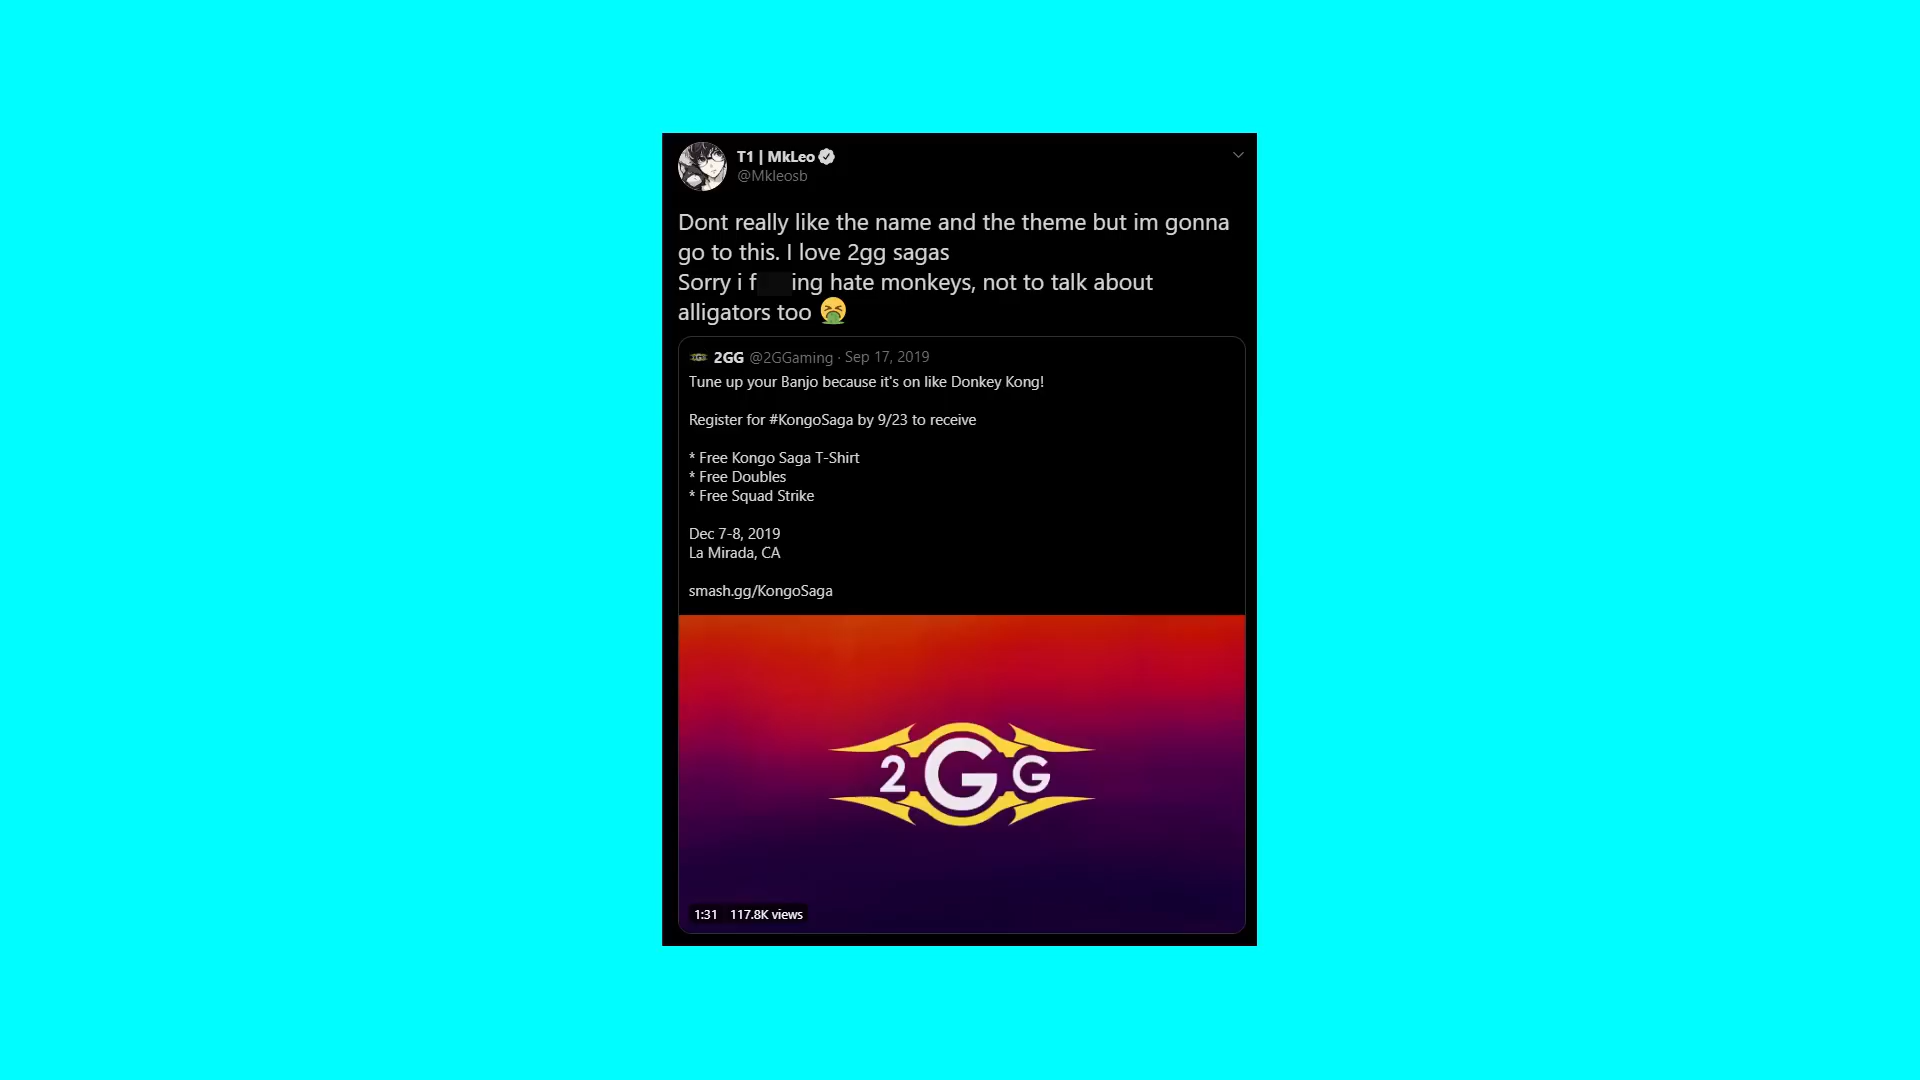 T1 | MkLeo
@Mkleosb
Dont really like the name and the theme but im gonna
go to this. I love 2gg sagas
Sorry i f ing hate monkeys, not to talk about
alligators too 🤮
2GG @2GGaming · Sep 17, 2019
Tune up your Banjo because it's on like Donkey Kong!
Register for #KongoSaga by 9/23 to receive
* Free Kongo Saga T-Shirt
* Free Doubles
* Free Squad Strike
Dec 7-8, 2019
La Mirada, CA
smash.gg/KongoSaga
2GG
1:31 117.8K views